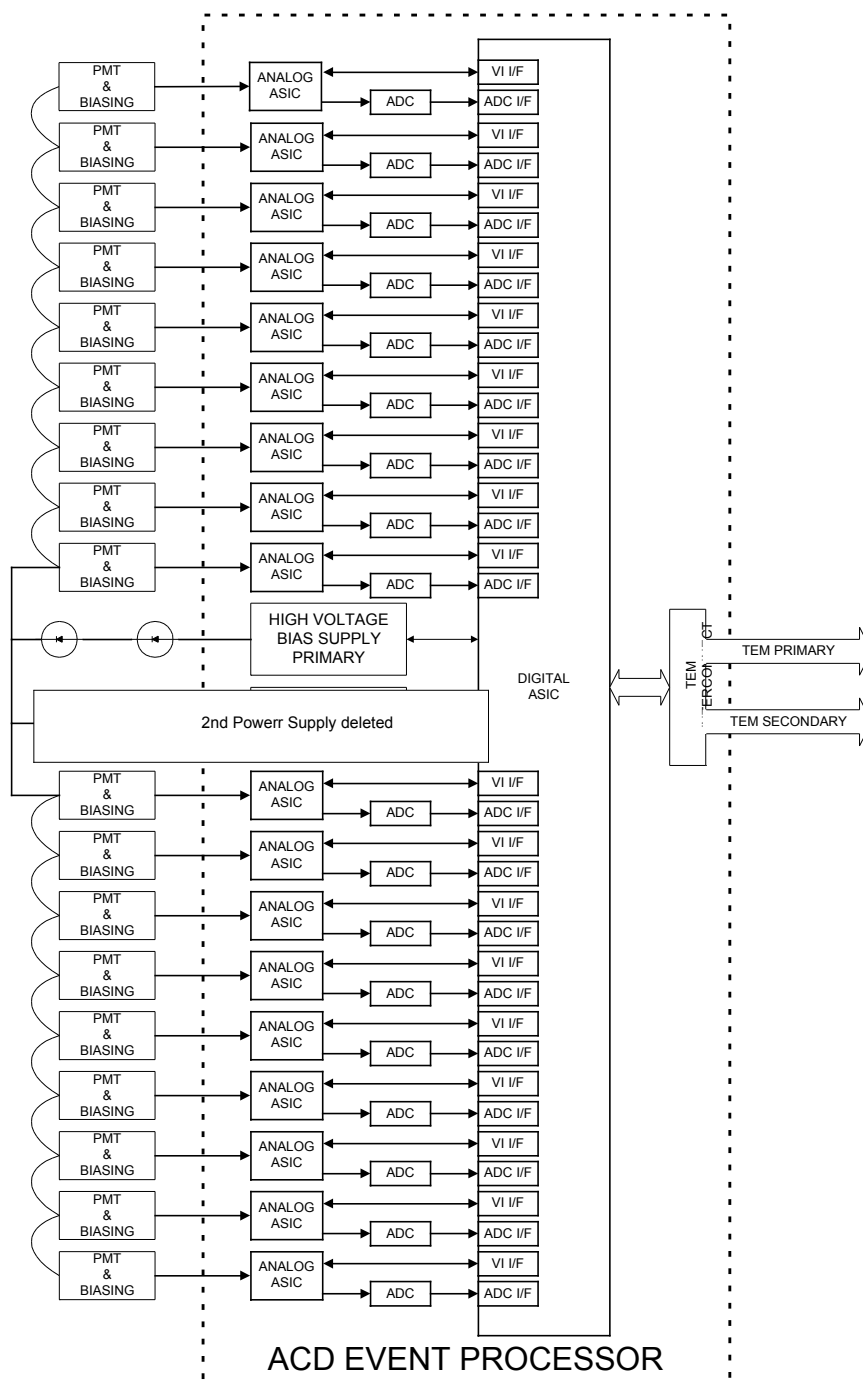 PMT
&
BIASING
ANALOG
ASIC
VI I/F
ADC
ADC I/F
PMT
&
BIASING
ANALOG
ASIC
VI I/F
ADC
ADC I/F
PMT
&
BIASING
ANALOG
ASIC
VI I/F
ADC
ADC I/F
PMT
&
BIASING
ANALOG
ASIC
VI I/F
ADC
ADC I/F
PMT
&
BIASING
ANALOG
ASIC
VI I/F
ADC
ADC I/F
PMT
&
BIASING
ANALOG
ASIC
VI I/F
ADC
ADC I/F
PMT
&
BIASING
ANALOG
ASIC
VI I/F
ADC
ADC I/F
PMT
&
BIASING
ANALOG
ASIC
VI I/F
ADC
ADC I/F
PMT
&
BIASING
ANALOG
ASIC
VI I/F
ADC
ADC I/F
HIGH VOLTAGE
BIAS SUPPLY
PRIMARY
DIGITAL
ASIC
TEM
TEM PRIMARY
TEM SECONDARY
2nd Powerr Supply deleted
PMT
&
BIASING
ANALOG
ASIC
VI I/F
ADC
ADC I/F
PMT
&
BIASING
ANALOG
ASIC
VI I/F
ADC
ADC I/F
PMT
&
BIASING
ANALOG
ASIC
VI I/F
ADC
ADC I/F
PMT
&
BIASING
ANALOG
ASIC
VI I/F
ADC
ADC I/F
PMT
&
BIASING
ANALOG
ASIC
VI I/F
ADC
ADC I/F
PMT
&
BIASING
ANALOG
ASIC
VI I/F
ADC
ADC I/F
PMT
&
BIASING
ANALOG
ASIC
VI I/F
ADC
ADC I/F
PMT
&
BIASING
ANALOG
ASIC
VI I/F
ADC
ADC I/F
PMT
&
BIASING
ANALOG
ASIC
VI I/F
ADC
ADC I/F
ACD EVENT PROCESSOR